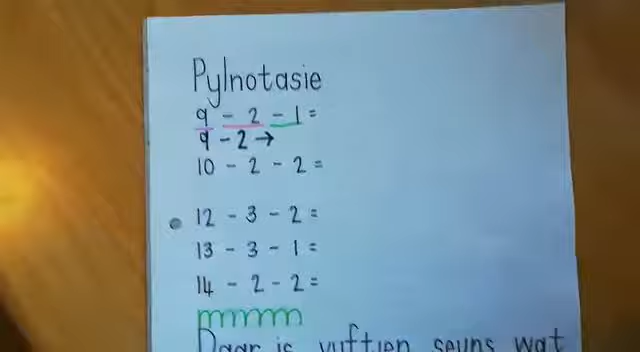 Pylnotasie
9 - 2 - 1 =
9 - 2 →
10 - 2 - 2 =
12 - 3 - 2 =
13 - 3 - 1 =
14 - 2 - 2 =
Daar is vyftien seuns wat